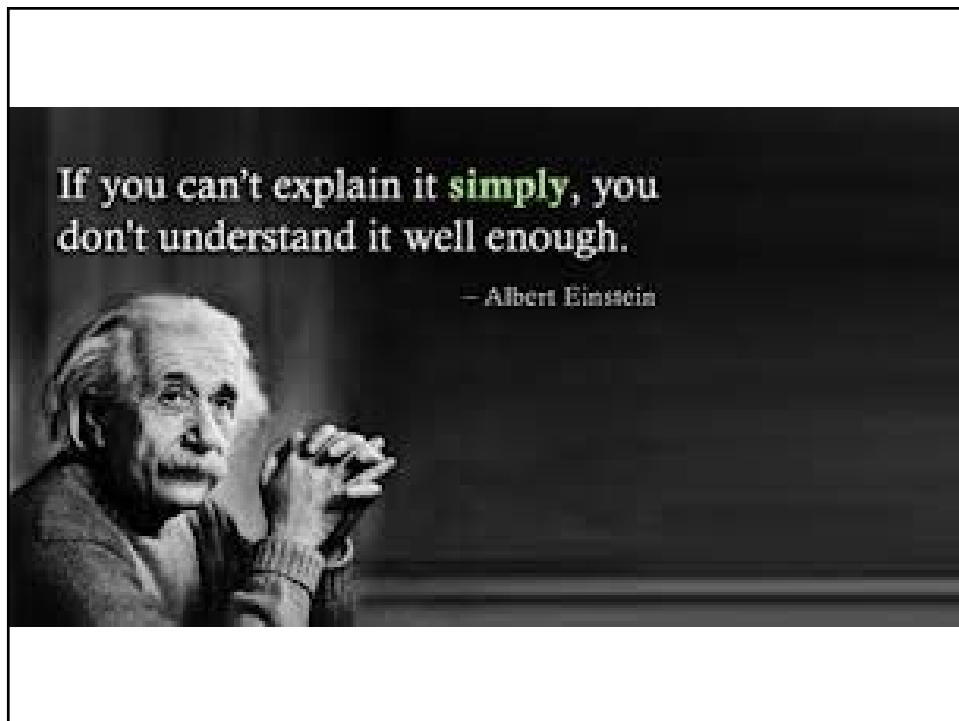 If you can't explain it simply, you
don't understand it well enough.
– Albert Einstein